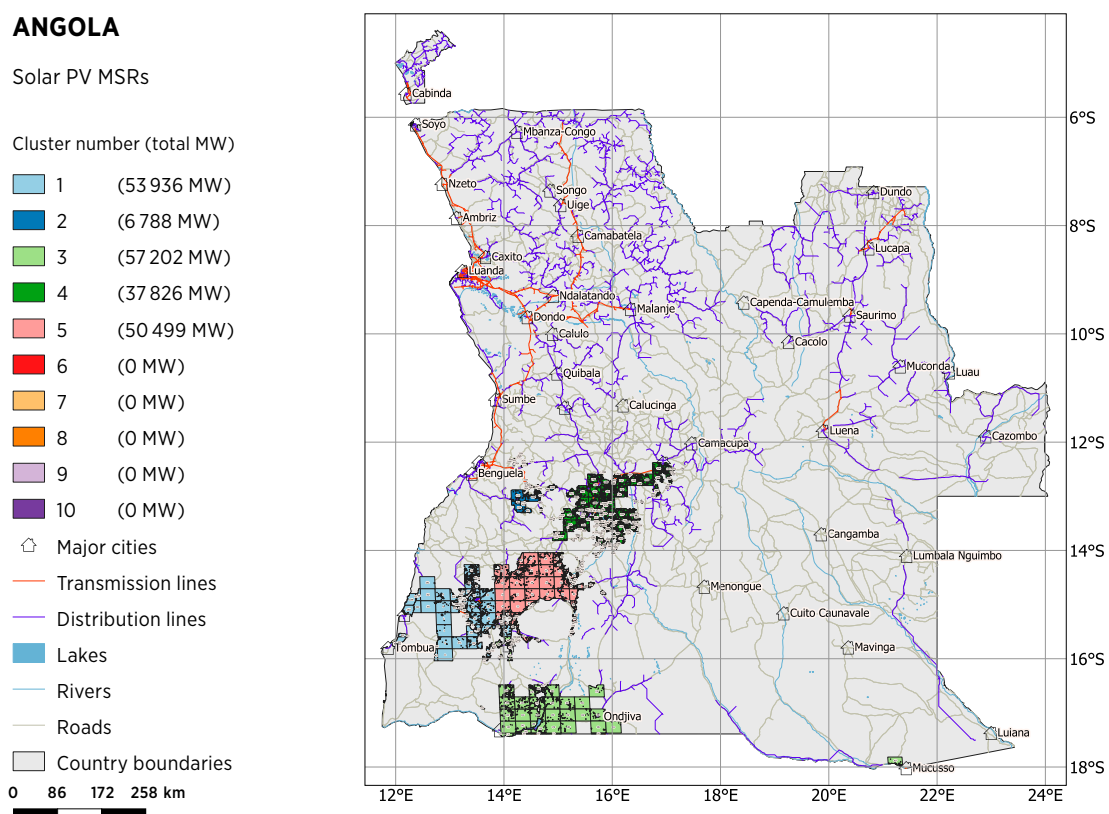 ANGOLA
Solar PV MSRs
Cluster number (total MW)
1 (53 936 MW)
2 (6 788 MW)
3 (57 202 MW)
4 (37 826 MW)
5 (50 499 MW)
6 (0 MW)
7 (0 MW)
8 (0 MW)
9 (0 MW)
10 (0 MW)
Major cities
Transmission lines
Distribution lines
Lakes
Rivers
Roads
Country boundaries
0 86 172 258 km
Cabinda
Soyo
Mbanza-Congo
Nzeto
Songo
Uige
Dundo
Ambriz
Camabatela
Lucapa
Caxito
Luanda
Ndalatando
Malanje
Capenda-Camulemba
Dondo
Saurimo
Calulo
Cacolo
Quibala
Muconda
Luau
Sumbe
Calucinga
Luena
Cazombo
Camacupa
Benguela
Cangamba
Lumbala Nguimbo
Menongue
Cuito Caunavale
Tombua
Mavinga
Ondjiva
Luiana
Mucusso
6°S
8°S
10°S
12°S
14°S
16°S
18°S
12°E 14°E 16°E 18°E 20°E 22°E 24°E